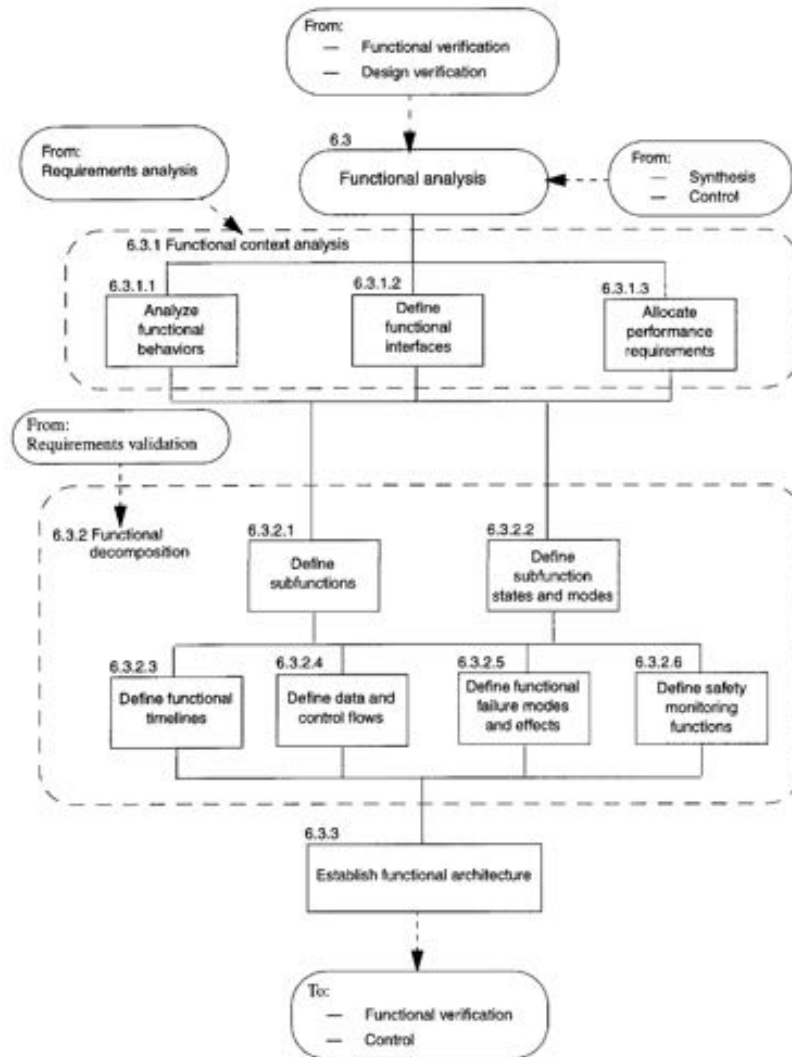 From:
— Functional verification
— Design verification
6.3
Functional analysis
From:
Requirements analysis
From:
— Synthesis
— Control
6.3.1 Functional context analysis
6.3.1.1
Analyze
functional
behaviors
6.3.1.2
Define
functional
interfaces
6.3.1.3
Allocate
performance
requirements
From:
Requirements validation
6.3.2 Functional
decomposition
6.3.2.1
Define
subfunctions
6.3.2.2
Define
subfunction
states and modes
6.3.2.3
Define functional
timelines
6.3.2.4
Define data and
control flows
6.3.2.5
Define functional
failure modes
and effects
6.3.2.6
Define safety
monitoring
functions
6.3.3
Establish functional architecture
To:
— Functional verification
— Control